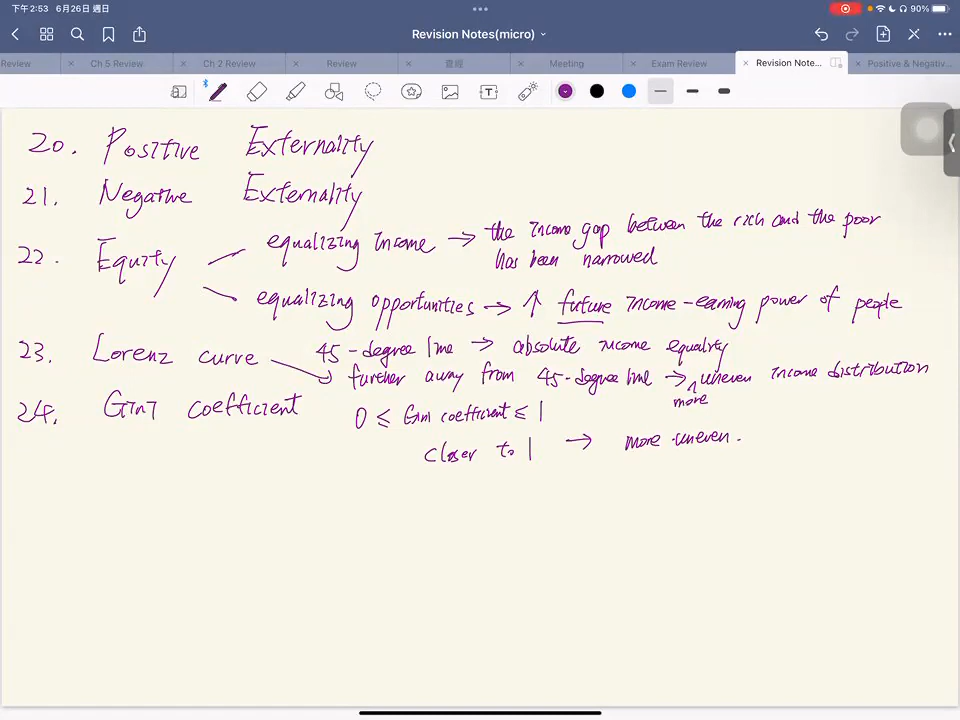 下午2:53 6月26日 週日
90%
Revision Notes(micro)
Review
Ch 5 Review
Ch 2 Review
Review
Meeting
Exam Review
Revision Note...
Positive & Negativ...
20. Positive Externality
21. Negative Externality
22. Equity
equalizing income → the income gap between the rich and the poor
has been narrowed
equalizing opportunities → ↑ future income-earning power of people
23. Lorenz curve
45-degree line → absolute income equality
further away from 45-degree line → more uneven income distribution
24. Gini coefficient
0 ≤ Gini coefficient ≤ 1
closer to 1 → more uneven.